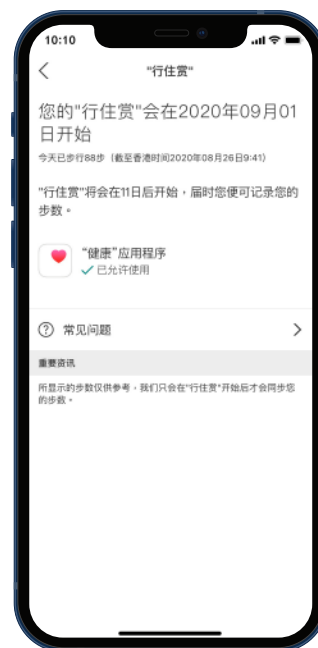 10:10
"行住赏"
您的"行住赏"会在2020年09月01
日开始
今天已步行88步（截至香港时间2020年08月26日9:41）
"行住赏"将会在11日后开始，届时您便可记录您的
步数。
"健康"应用程序
已允许使用
常见问题
重要资讯
所显示的步数仅供参考，我们只会在"行住赏"开始后才会同步您
的步数。